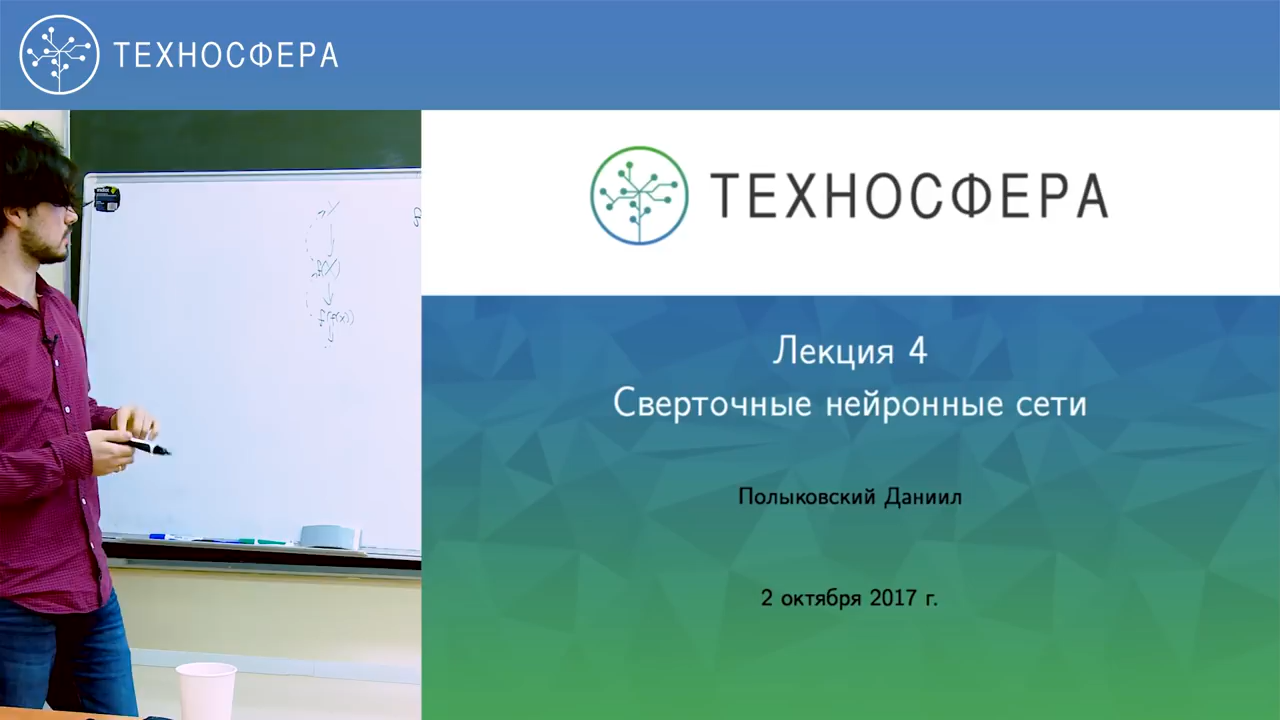 ТЕХНОСФЕРА
ТЕХНОСФЕРА
Лекция 4
Сверточные нейронные сети
Полыковский Даниил
2 октября 2017 г.
f(f(x))